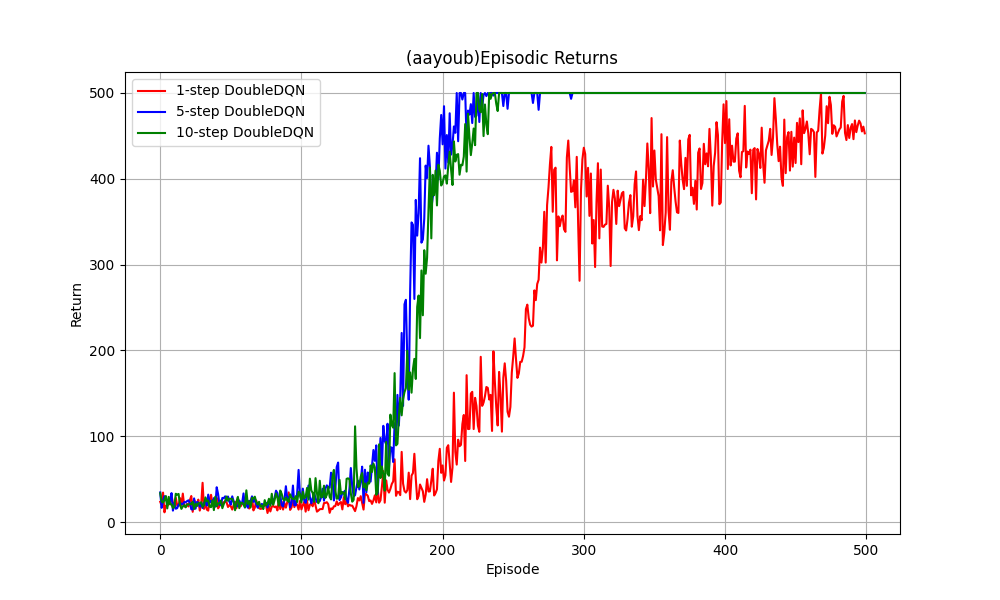 (aayoub)Episodic Returns
1-step DoubleDQN
5-step DoubleDQN
10-step DoubleDQN
Return
500
400
300
200
100
0
0 100 200 300 400 500
Episode